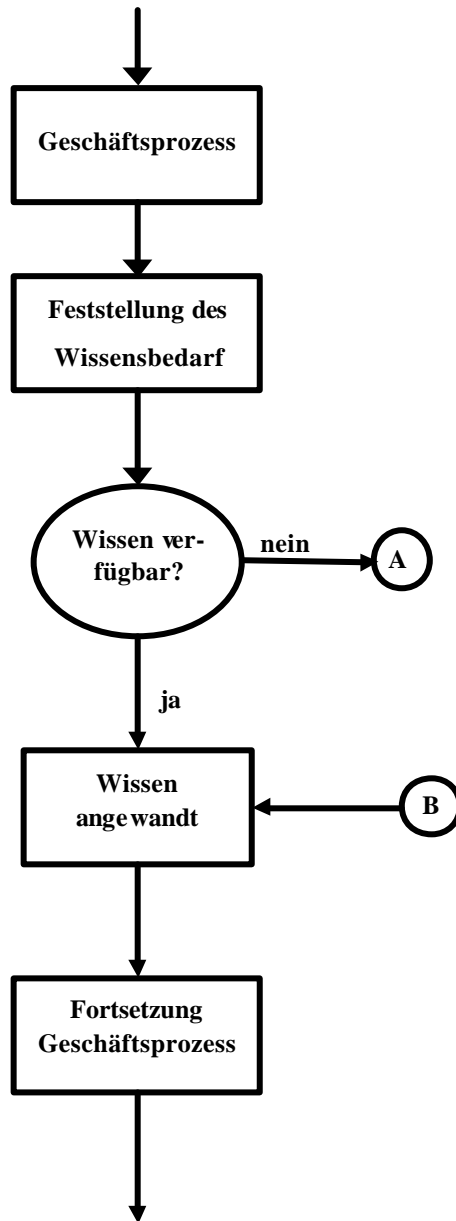 Geschäftsprozess
Feststellung des
Wissensbedarf
Wissen ver-
fügbar?
nein
A
ja
Wissen
angewandt
B
Fortsetzung
Geschäftsprozess